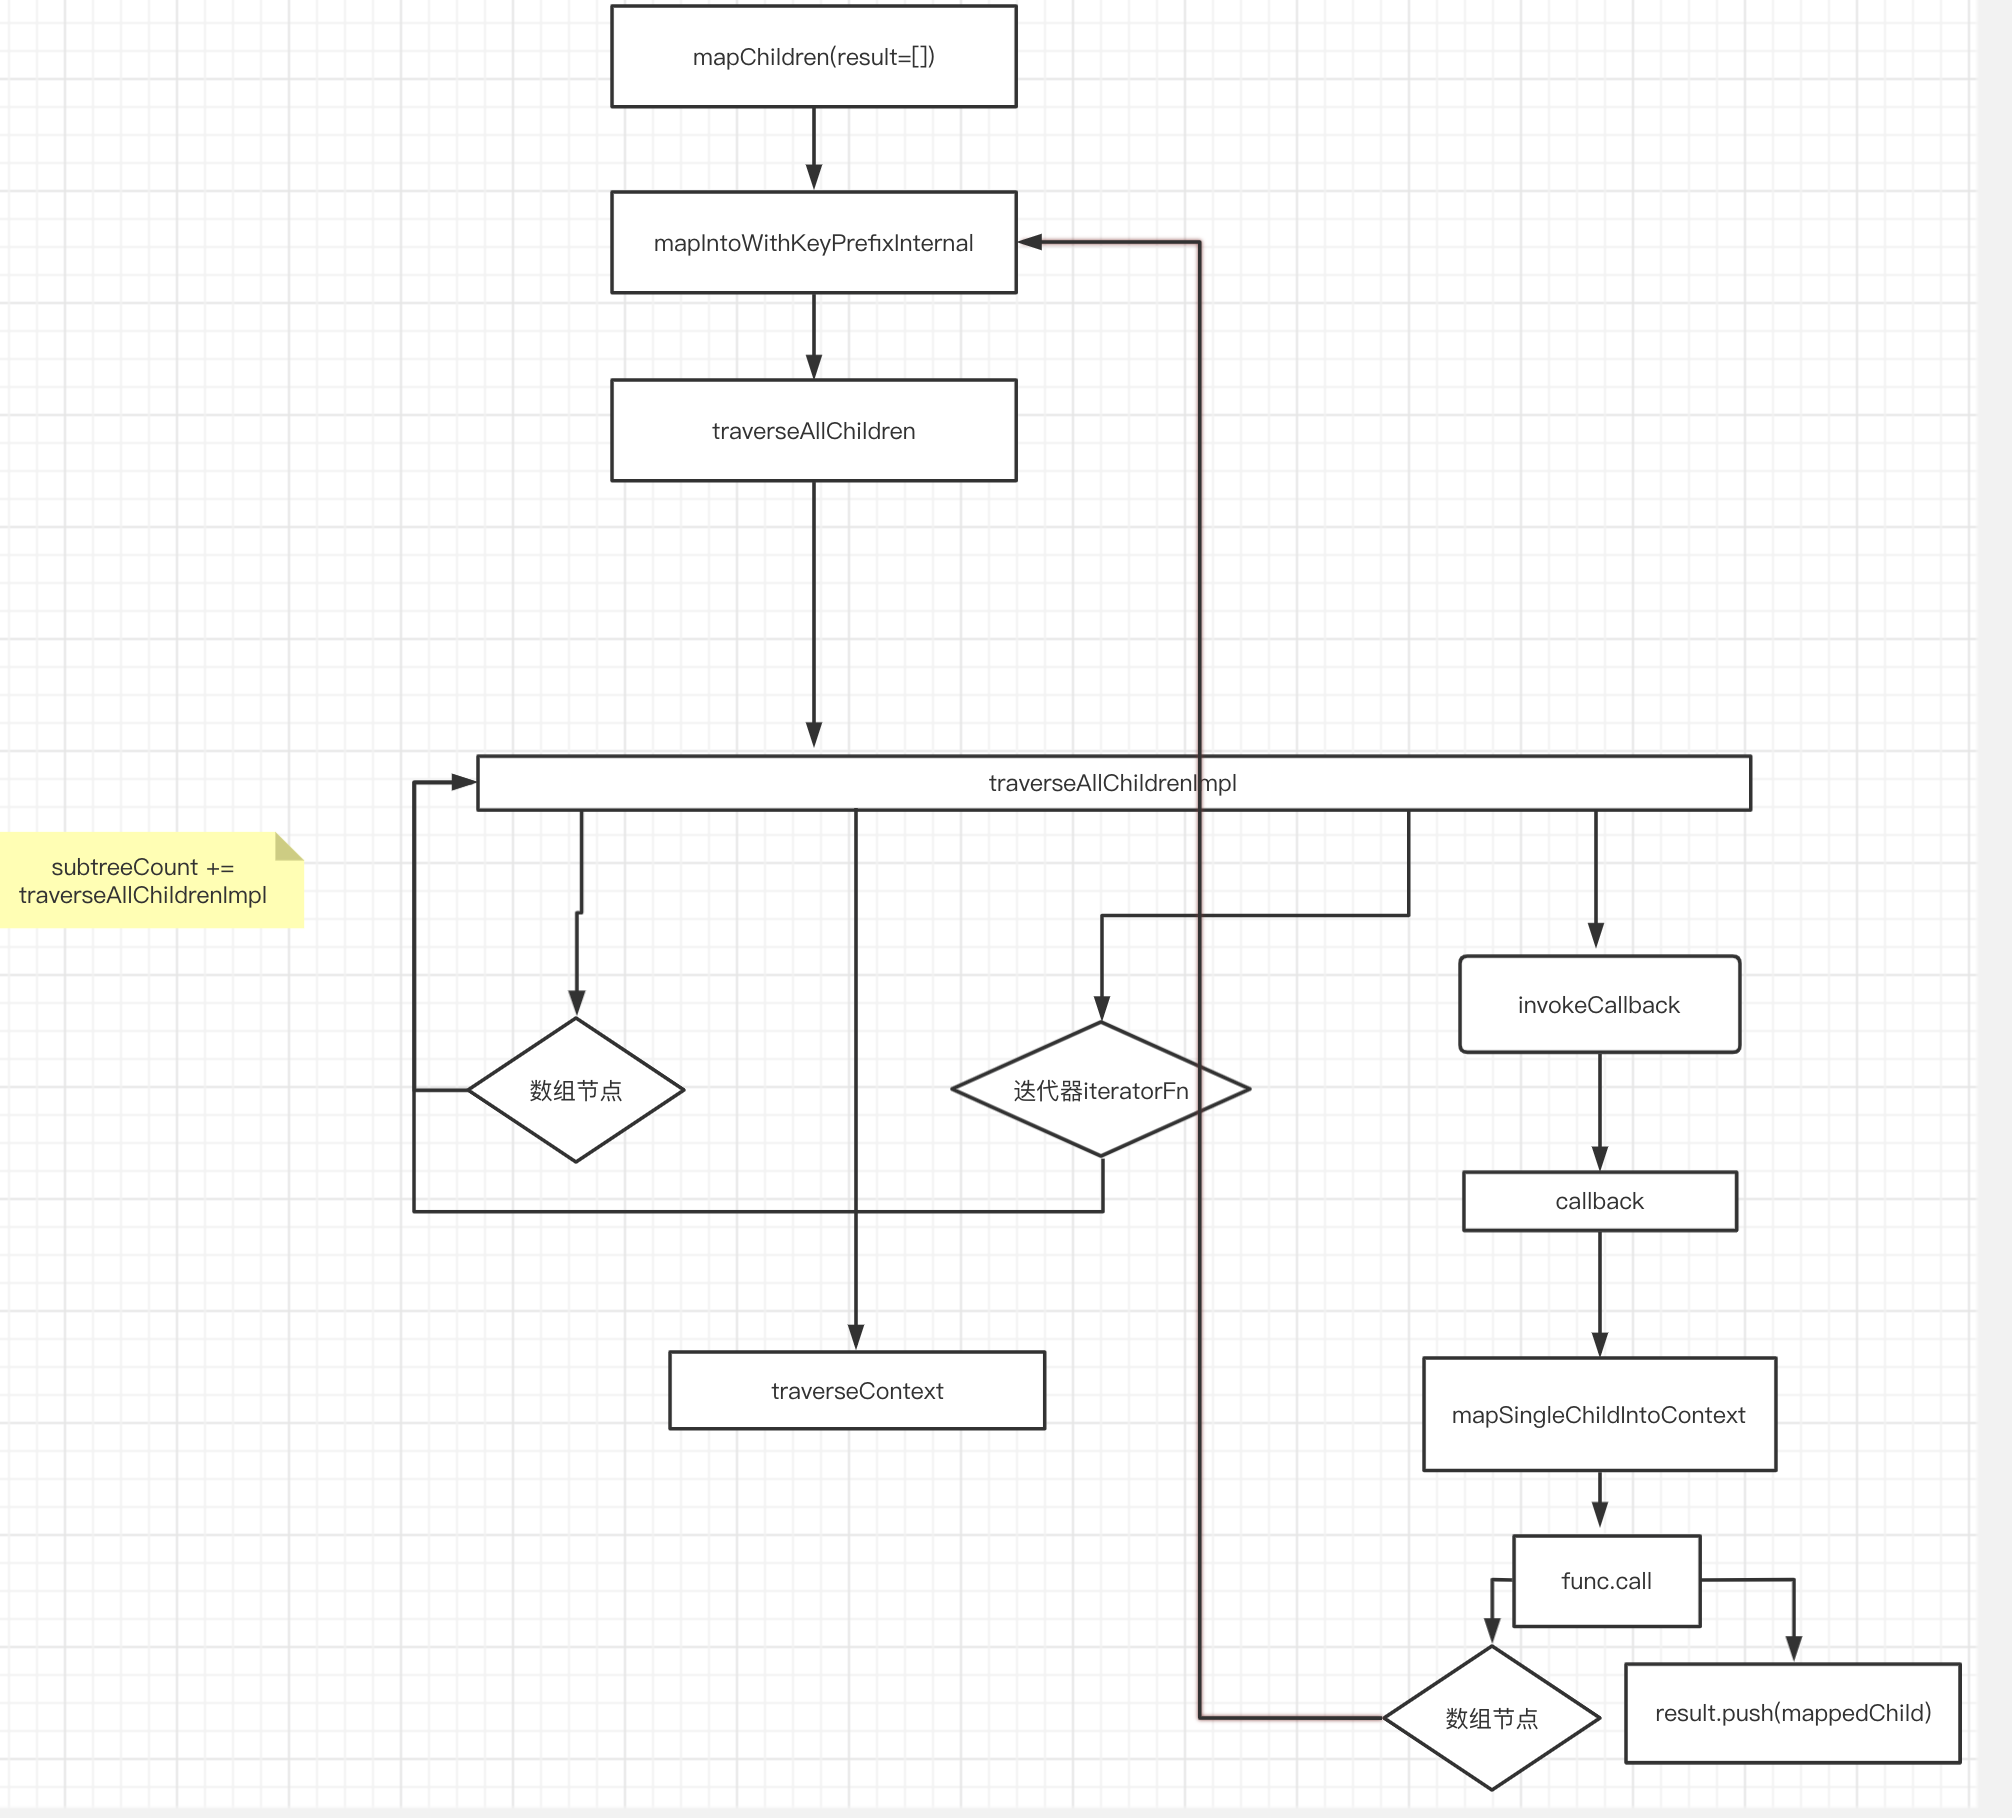 mapChildren(result=[])
mapIntoWithKeyPrefixInternal
traverseAllChildren
traverseAllChildrenImpl
subtreeCount +=
traverseAllChildrenImpl
invokeCallback
数组节点
迭代器iteratorFn
callback
traverseContext
mapSingleChildIntoContext
func.call
数组节点
result.push(mappedChild)